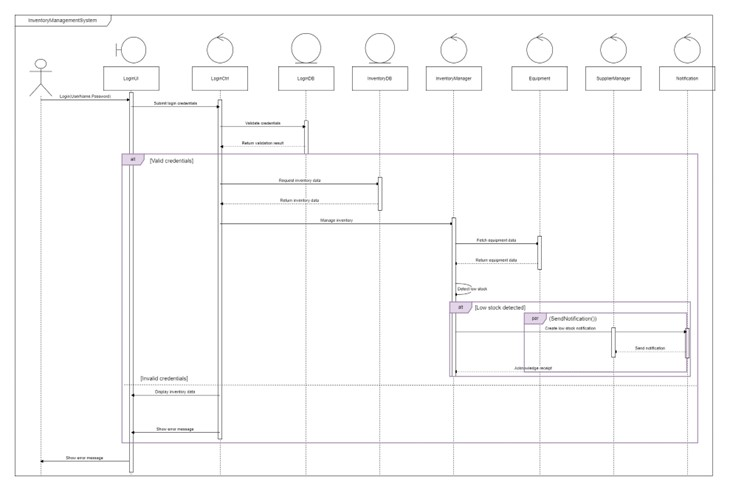 InventoryManagementSystem
LoginUI
LoginCtrl
LoginDB
InventoryDB
InventoryManager
Equipment
SupplierManager
Notification
Login(Username,Password)
Submit login credentials
Validate credentials
Return validation result
alt
[Valid credentials]
Request inventory data
Return inventory data
Manage inventory
Fetch equipment data
Return equipment data
Detect low stock
alt
[Low stock detected]
par
(SendNotification())
Create low stock notification
Send notification
Acknowledge receipt
[Invalid credentials]
Display inventory data
Show error message
Show error message